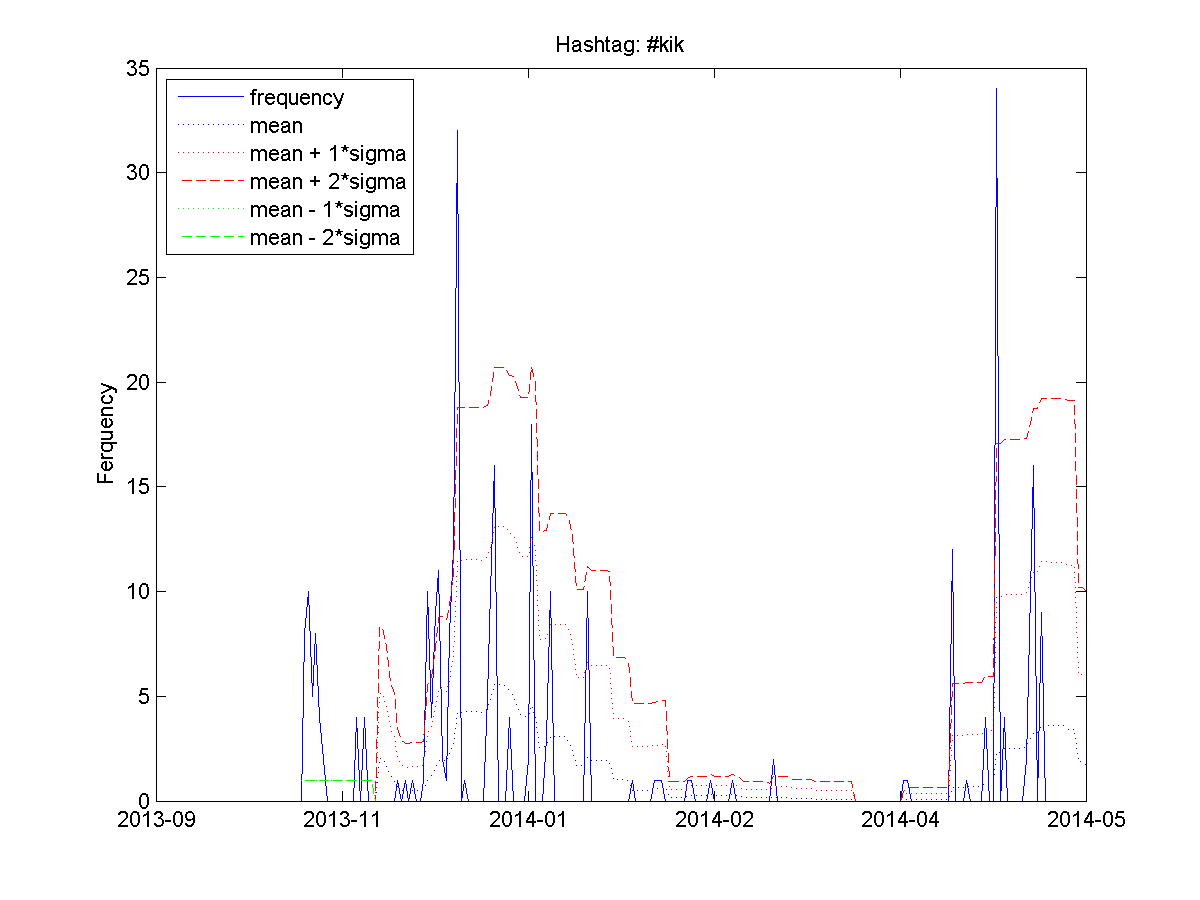 Hashtag: #kik
35
30
25
20
15
10
5
0
Ferquency
frequency
mean
mean + 1*sigma
mean + 2*sigma
mean - 1*sigma
mean - 2*sigma
2013-09 2013-11 2014-01 2014-02 2014-04 2014-05